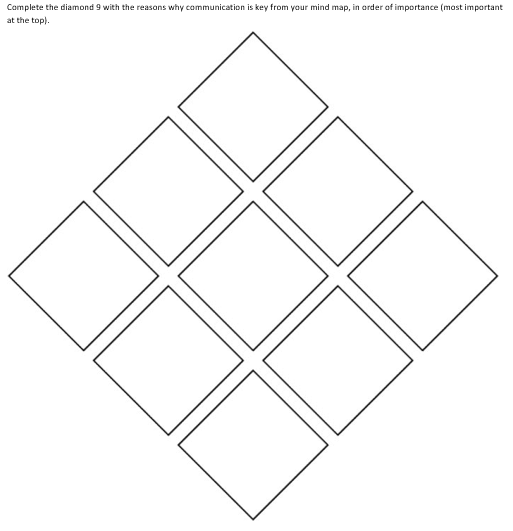 Complete the diamond 9 with the reasons why communication is key from your mind map, in order of importance (most important
at the top).